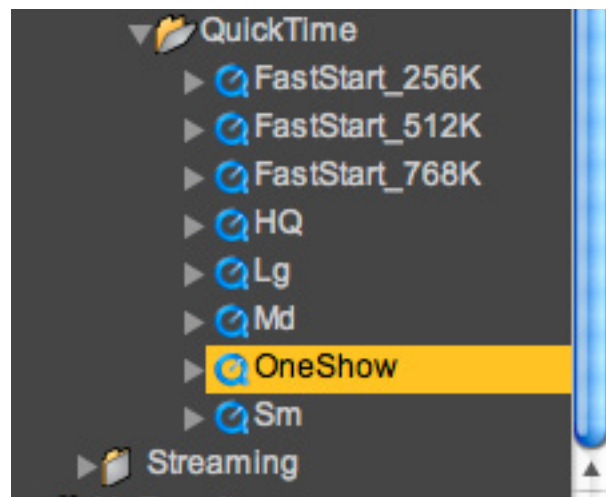 QuickTime
FastStart_256K
FastStart_512K
FastStart_768K
HQ
Lg
Md
OneShow
Sm
Streaming